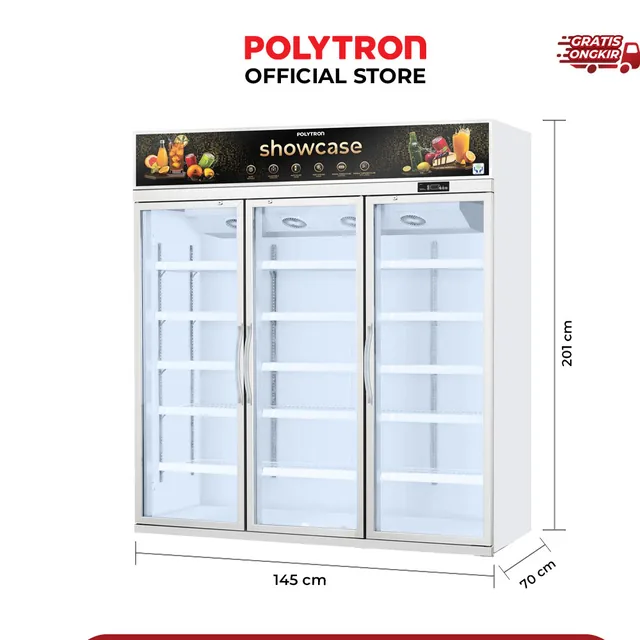 POLYTRON
OFFICIAL STORE
GRATIS
ONGKIR
POLYTRON
showcase
201 cm
145 cm
70 cm